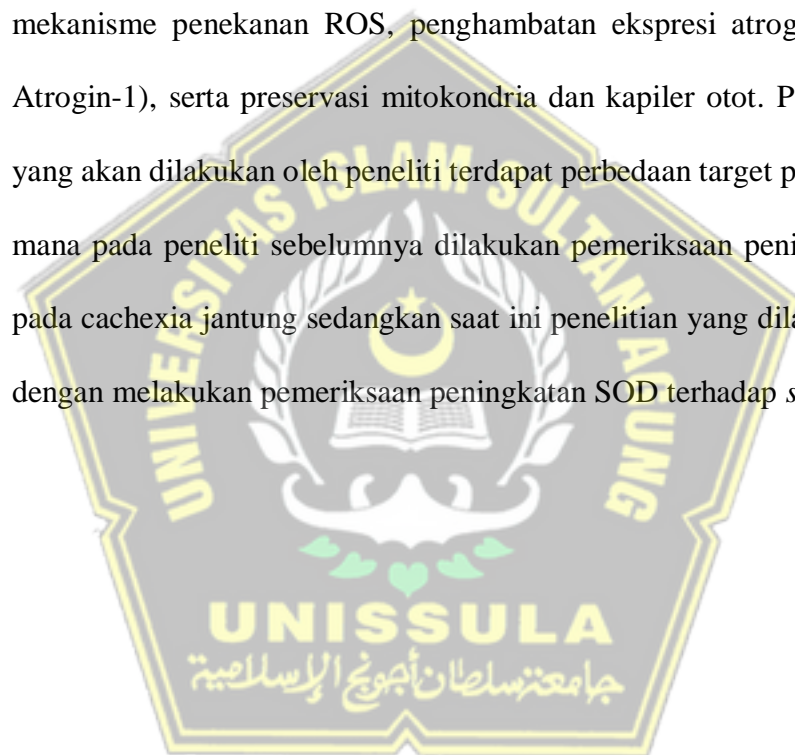 mekanisme penekanan ROS, penghambatan ekspresi atrog
Atrogin-1), serta preservasi mitokondria dan kapiler otot. P
yang akan dilakukan oleh peneliti terdapat perbedaan target p
mana pada peneliti sebelumnya dilakukan pemeriksaan peni
pada cachexia jantung sedangkan saat ini penelitian yang dila
dengan melakukan pemeriksaan peningkatan SOD terhadap s
UNIVERSITAS ISLAM SULTAN AGUNG
UNISSULA
جامعة سلطان أجونج الإسلامية